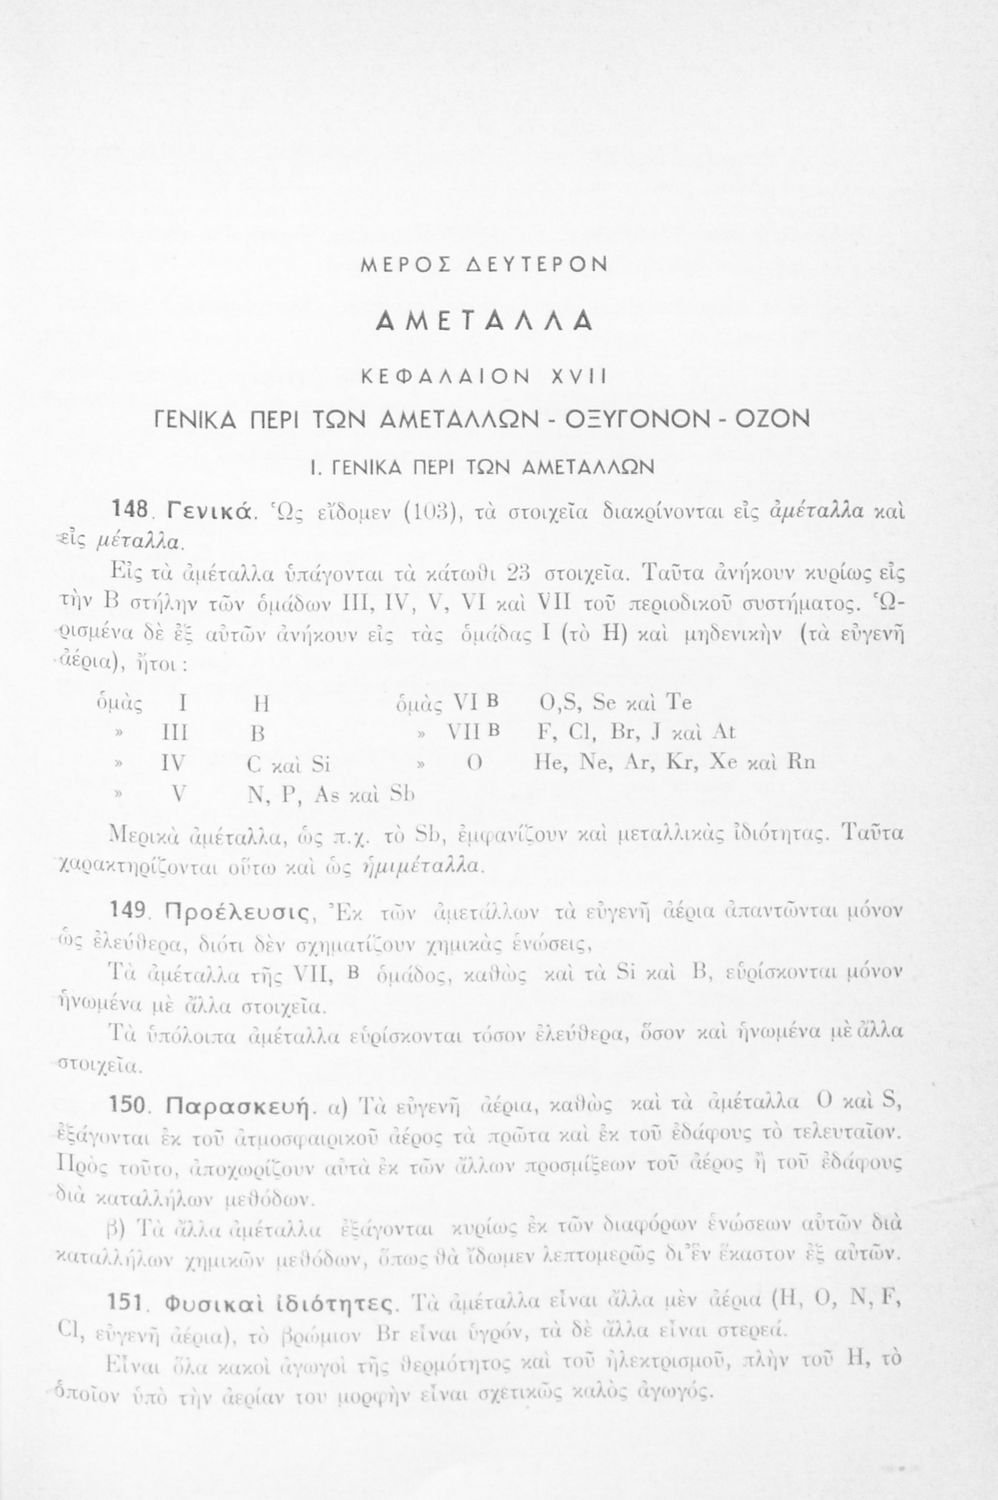 ΜΕΡΟΣ ΔΕΥΤΕΡΟΝ
ΑΜΕΤΑΛΛΑ
ΚΕΦΑΛΑΙΟΝ XVII
ΓΕΝΙΚΑ ΠΕΡΙ ΤΩΝ ΑΜΕΤΑΛΛΩΝ - ΟΞΥΓΟΝΟΝ - ΟΖΟΝ
Ι. ΓΕΝΙΚΑ ΠΕΡΙ ΤΩΝ ΑΜΕΤΑΛΛΩΝ
148. Γενικά. Ὡς εἴδομεν (103), τὰ στοιχεῖα διακρίνονται εἰς ἀμέταλλα καὶ
εἰς μέταλλα.
Εἰς τὰ ἀμέταλλα ὑπάγονται τὰ κάτωθι 23 στοιχεῖα. Ταῦτα ἀνήκουν κυρίως εἰς
τὴν Β στήλην τῶν ὁμάδων III, IV, V, VI καὶ VII τοῦ περιοδικοῦ συστήματος. Ὡ-
ρισμένα δὲ ἐξ αὐτῶν ἀνήκουν εἰς τὰς ὁμάδας I (τὸ H) καὶ μηδενικὴν (τὰ εὐγενῆ
ἀέρια), ἤτοι :
ὁμὰς I H ὁμὰς VI B O,S, Se καὶ Te
» III B » VII B F, Cl, Br, J καὶ At
» IV C καὶ Si » O He, Ne, Ar, Kr, Xe καὶ Rn
» V N, P, As καὶ Sb
Μερικὰ ἀμέταλλα, ὡς π.χ. τὸ Sb, ἐμφανίζουν καὶ μεταλλικὰς ἰδιότητας. Ταῦτα
χαρακτηρίζονται οὕτω καὶ ὡς ἡμιμέταλλα.
149. Προέλευσις, Ἐκ τῶν ἀμετάλλων τὰ εὐγενῆ ἀέρια ἀπαντῶνται μόνον
ὡς ἐλεύθερα, διότι δὲν σχηματίζουν χημικὰς ἑνώσεις,
Τὰ ἀμέταλλα τῆς VII, B ὁμάδος, καθὼς καὶ τὰ Si καὶ B, εὑρίσκονται μόνον
ἡνωμένα μὲ ἄλλα στοιχεῖα.
Τὰ ὑπόλοιπα ἀμέταλλα εὑρίσκονται τόσον ἐλεύθερα, ὅσον καὶ ἡνωμένα μὲ ἄλλα
στοιχεῖα.
150. Παρασκευή. α) Τὰ εὐγενῆ ἀέρια, καθὼς καὶ τὰ ἀμέταλλα O καὶ S,
ἐξάγονται ἐκ τοῦ ἀτμοσφαιρικοῦ ἀέρος τὰ πρῶτα καὶ ἐκ τοῦ ἐδάφους τὸ τελευταῖον.
Πρὸς τοῦτο, ἀποχωρίζουν αὐτὰ ἐκ τῶν ἄλλων προσμίξεων τοῦ ἀέρος ἢ τοῦ ἐδάφους
διὰ καταλλήλων μεθόδων.
β) Τὰ ἄλλα ἀμέταλλα ἐξάγονται κυρίως ἐκ τῶν διαφόρων ἑνώσεων αὐτῶν διὰ
καταλλήλων χημικῶν μεθόδων, ὅπως θὰ ἴδωμεν λεπτομερῶς δι᾽ ἓν ἕκαστον ἐξ αὐτῶν.
151. Φυσικαὶ ἰδιότητες. Τὰ ἀμέταλλα εἶναι ἄλλα μὲν ἀέρια (H, O, N, F,
Cl, εὐγενῆ ἀέρια), τὸ βρώμιον Br εἶναι ὑγρόν, τὰ δὲ ἄλλα εἶναι στερεά.
Εἶναι ὅλα κακοὶ ἀγωγοὶ τῆς θερμότητος καὶ τοῦ ἠλεκτρισμοῦ, πλὴν τοῦ H, τὸ
ὁποῖον ὑπὸ τὴν ἀερίαν του μορφὴν εἶναι σχετικῶς καλὸς ἀγωγός.